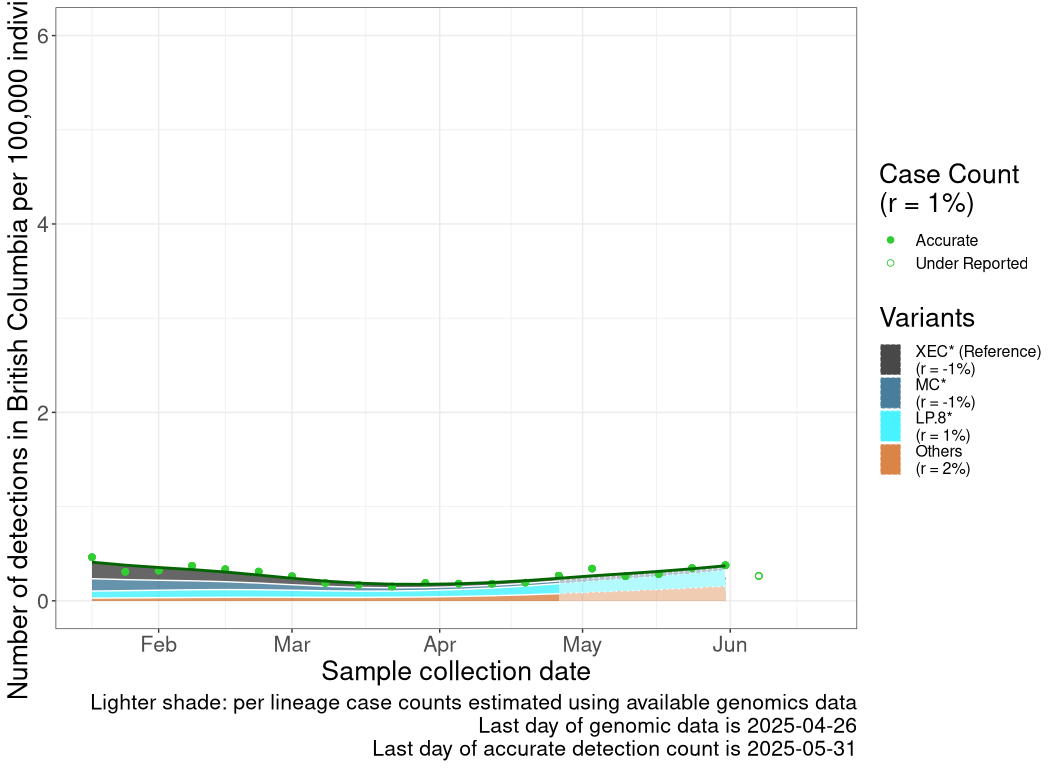 Number of detections in British Columbia per 100,000
6
4
2
0
Feb Mar Apr May Jun
Sample collection date
Lighter shade: per lineage case counts estimated using available genomics data
Last day of genomic data is 2025-04-26
Last day of accurate detection count is 2025-05-31
Case Count
(r = 1%)
Accurate
Under Reported
Variants
XEC* (Reference)
(r = -1%)
MC*
(r = -1%)
LP.8*
(r = 1%)
Others
(r = 2%)